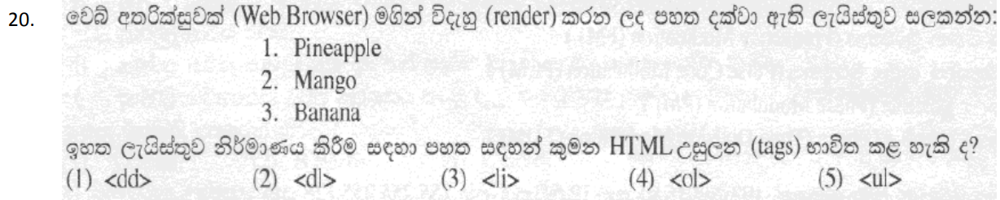 20. වෙබ් අතරික්සුවක් (Web Browser) මගින් විදැහු (render) කරන ලද පහත දක්වා ඇති ලැයිස්තුව සලකන්න.
1. Pineapple
2. Mango
3. Banana
ඉහත ලැයිස්තුව නිර්මාණය කිරීම සඳහා පහත සඳහන් කුමන HTML උසුලන (tags) භාවිත කළ හැකි ද?
(1) <dd> (2) <dl> (3) <li> (4) <ol> (5) <ul>